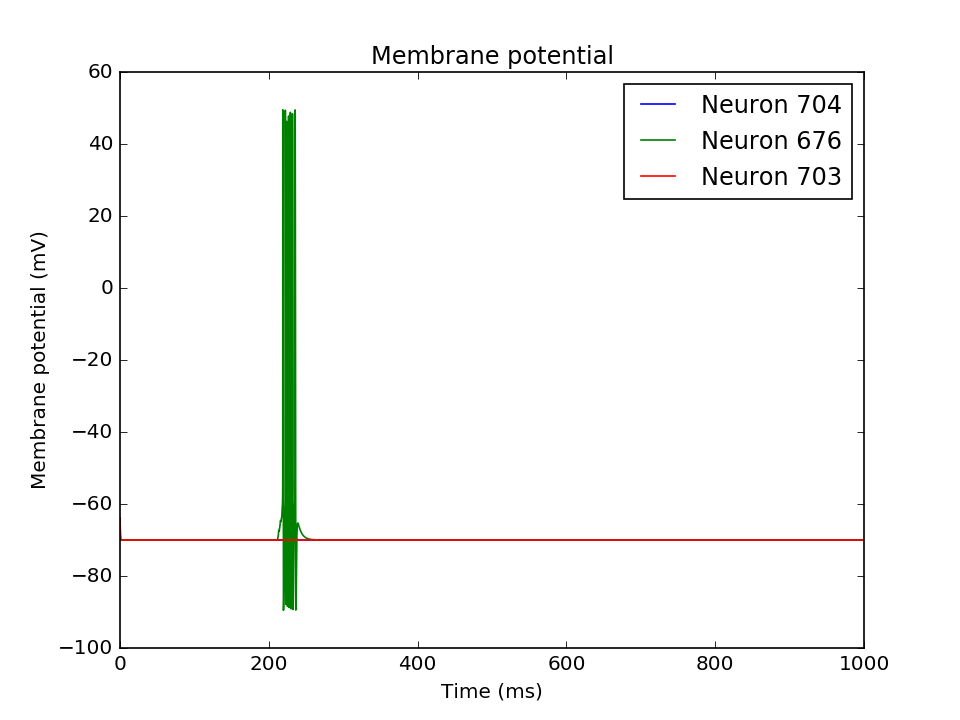 Membrane potential
Neuron 704
Neuron 676
Neuron 703
Membrane potential (mV)
60
40
20
0
−20
−40
−60
−80
−100
0 200 400 600 800 1000
Time (ms)